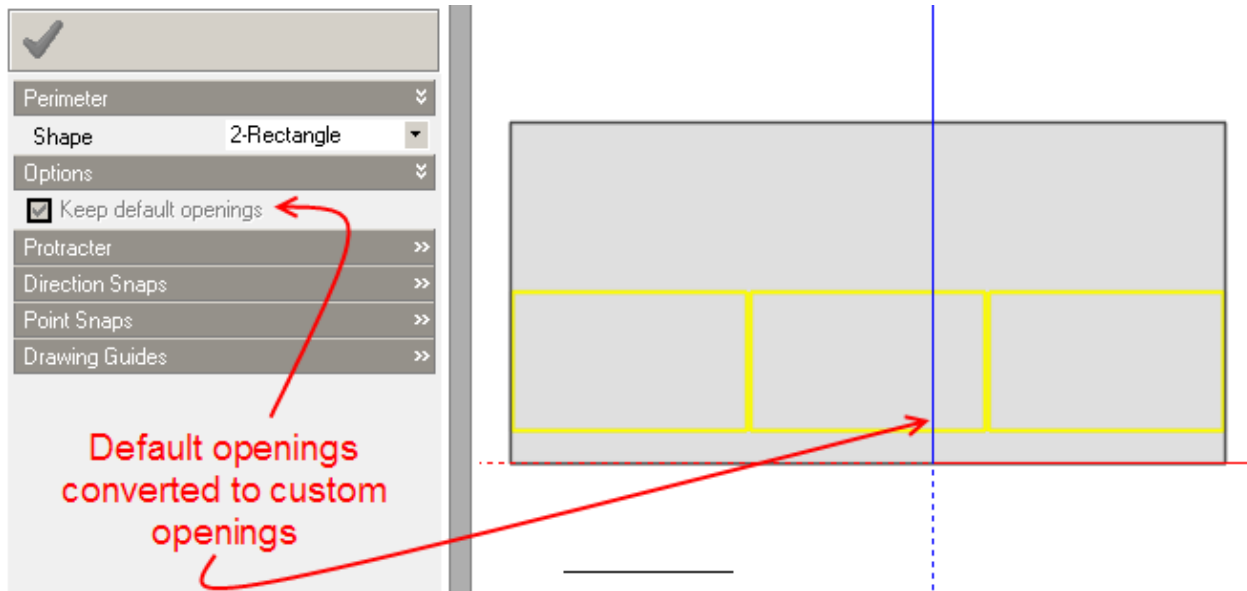 Perimeter
Shape 2-Rectangle
Options
Keep default openings
Protracter
Direction Snaps
Point Snaps
Drawing Guides
Default openings
converted to custom
openings